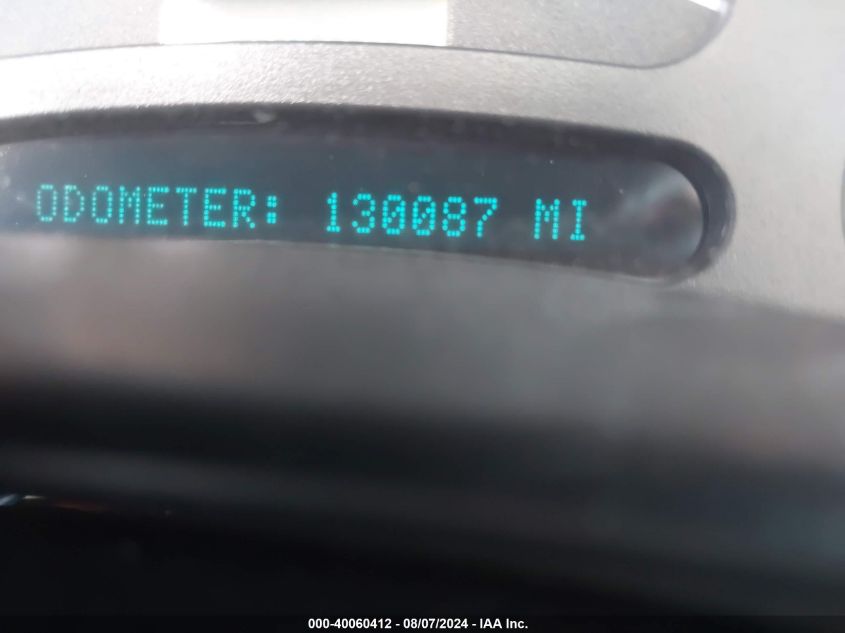 ODOMETER: 130087 MI
000-40060412 - 08/07/2024 - IAA Inc.